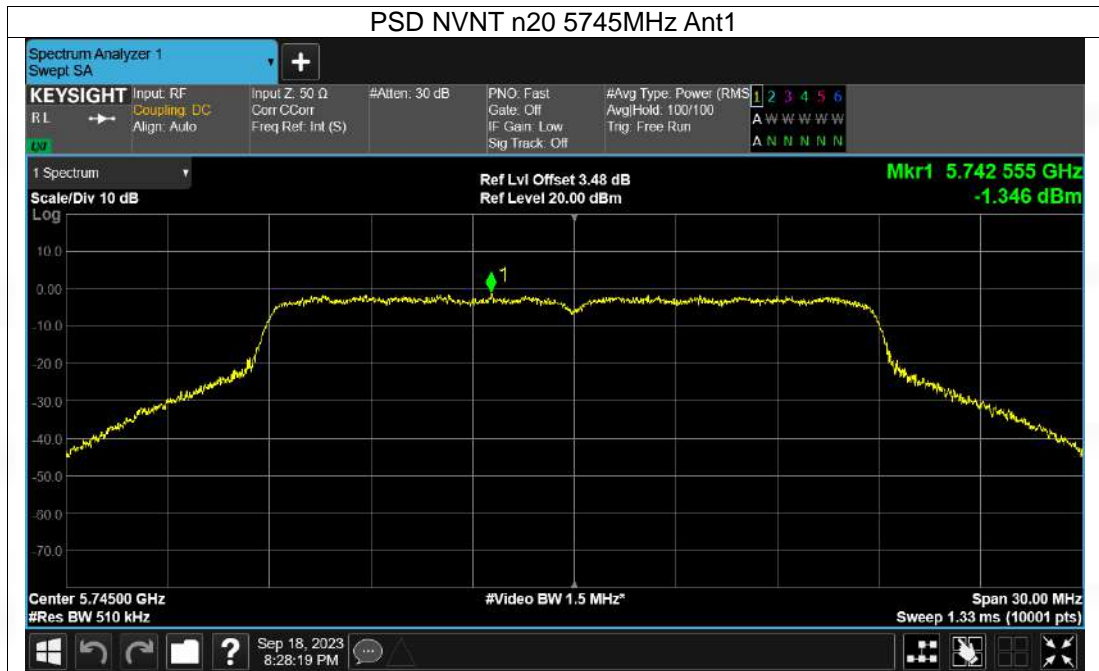 PSD NVNT n20 5745MHz Ant1
Spectrum Analyzer 1
Swept SA
+
KEYSIGHT
RL
LXI
Input: RF
Coupling: DC
Align: Auto
Input Z: 50 Ω
Corr CCorr
Freq Ref: Int (S)
#Atten: 30 dB
PNO: Fast
Gate: Off
IF Gain: Low
Sig Track: Off
#Avg Type: Power (RMS
Avg|Hold: 100/100
Trig: Free Run
1 2 3 4 5 6
A W W W W W
A N N N N N
1 Spectrum
Scale/Div 10 dB
Log
Ref Lvl Offset 3.48 dB
Ref Level 20.00 dBm
Mkr1 5.742 555 GHz
-1.346 dBm
10.0
0.00
-10.0
-20.0
-30.0
-40.0
-50.0
-60.0
-70.0
1
Center 5.74500 GHz
#Res BW 510 kHz
#Video BW 1.5 MHz*
Span 30.00 MHz
Sweep 1.33 ms (10001 pts)
?
Sep 18, 2023
8:28:19 PM